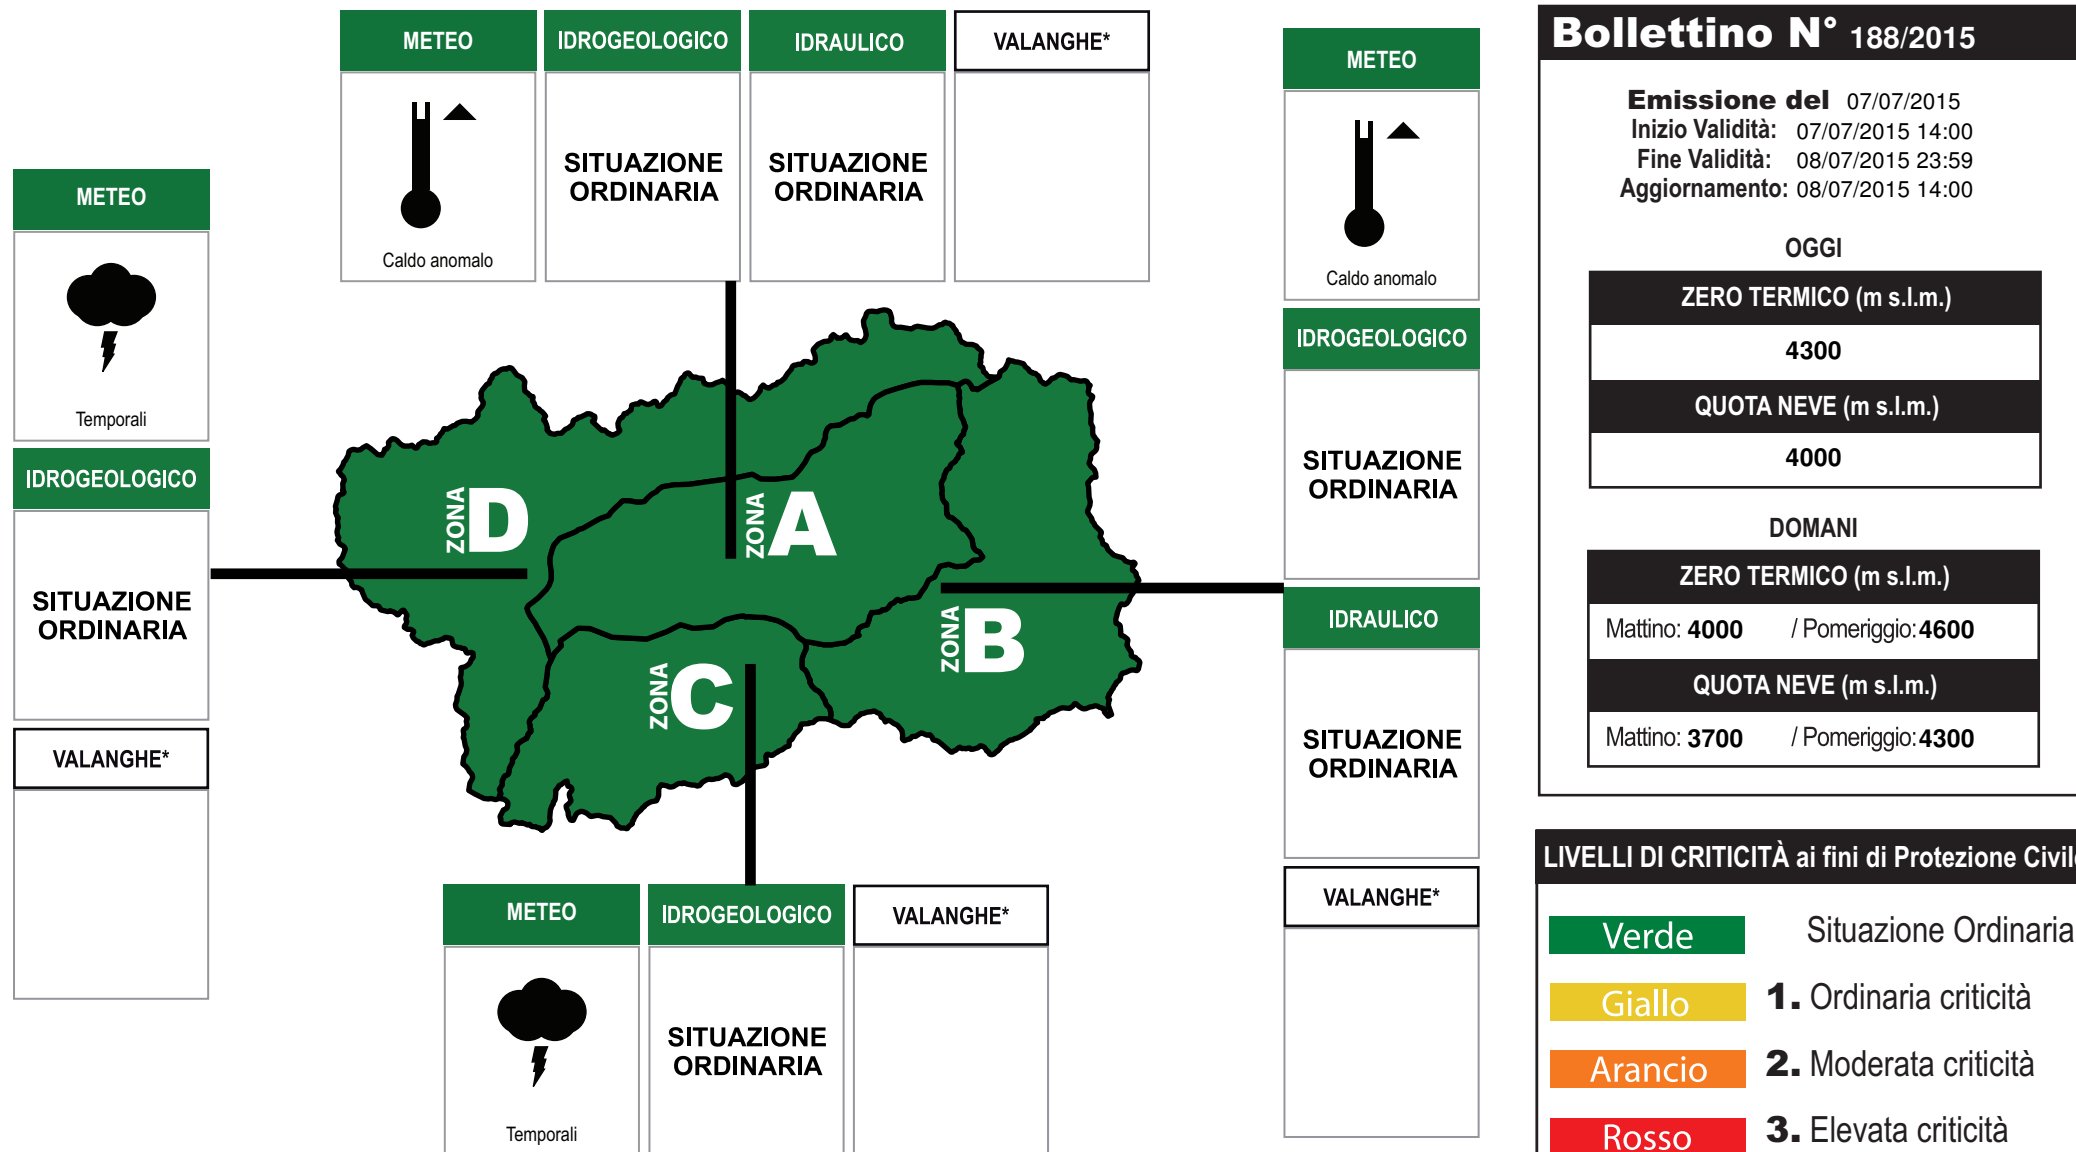 METEO
IDROGEOLOGICO
IDRAULICO
VALANGHE*
Caldo anomalo
SITUAZIONE
ORDINARIA
SITUAZIONE
ORDINARIA
METEO
Caldo anomalo
IDROGEOLOGICO
SITUAZIONE
ORDINARIA
IDRAULICO
SITUAZIONE
ORDINARIA
VALANGHE*
METEO
Temporali
IDROGEOLOGICO
SITUAZIONE
ORDINARIA
VALANGHE*
ZONA D
ZONA A
ZONA B
ZONA C
METEO
IDROGEOLOGICO
VALANGHE*
Temporali
SITUAZIONE
ORDINARIA
Bollettino N° 188/2015
Emissione del 07/07/2015
Inizio Validità: 07/07/2015 14:00
Fine Validità: 08/07/2015 23:59
Aggiornamento: 08/07/2015 14:00
OGGI
ZERO TERMICO (m s.l.m.)
4300
QUOTA NEVE (m s.l.m.)
4000
DOMANI
ZERO TERMICO (m s.l.m.)
Mattino: 4000 / Pomeriggio: 4600
QUOTA NEVE (m s.l.m.)
Mattino: 3700 / Pomeriggio: 4300
LIVELLI DI CRITICITÀ ai fini di Protezione Civile
Verde Situazione Ordinaria
Giallo 1. Ordinaria criticità
Arancio 2. Moderata criticità
Rosso 3. Elevata criticità